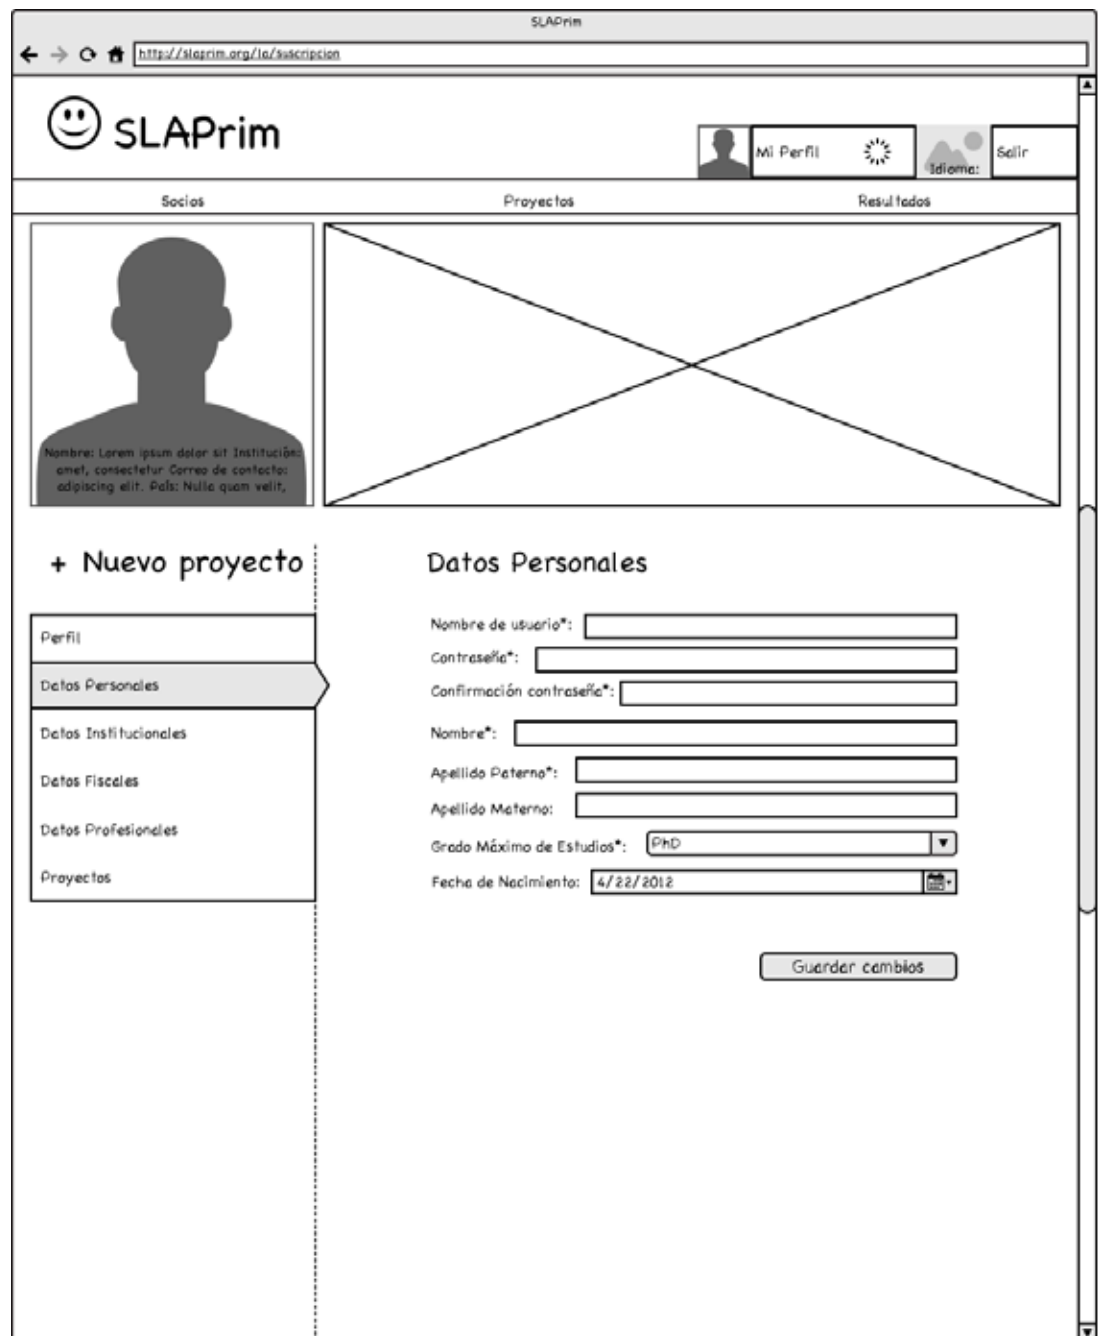 SLAPrim
http://slaprim.org/la/suscripcion
SLAPrim
Mi Perfil
Idioma:
Salir
Socios
Proyectos
Resultados
Nombre: Lorem ipsum dolor sit Institución:
amet, consectetur Correo de contacto:
adipiscing elit. País: Nulla quam velit,
+ Nuevo proyecto
Perfil
Datos Personales
Datos Institucionales
Datos Fiscales
Datos Profesionales
Proyectos
Datos Personales
Nombre de usuario*:
Contraseña*:
Confirmación contraseña*:
Nombre*:
Apellido Paterno*:
Apellido Materno:
Grado Máximo de Estudios*: PhD
Fecha de Nacimiento: 4/22/2012
Guardar cambios